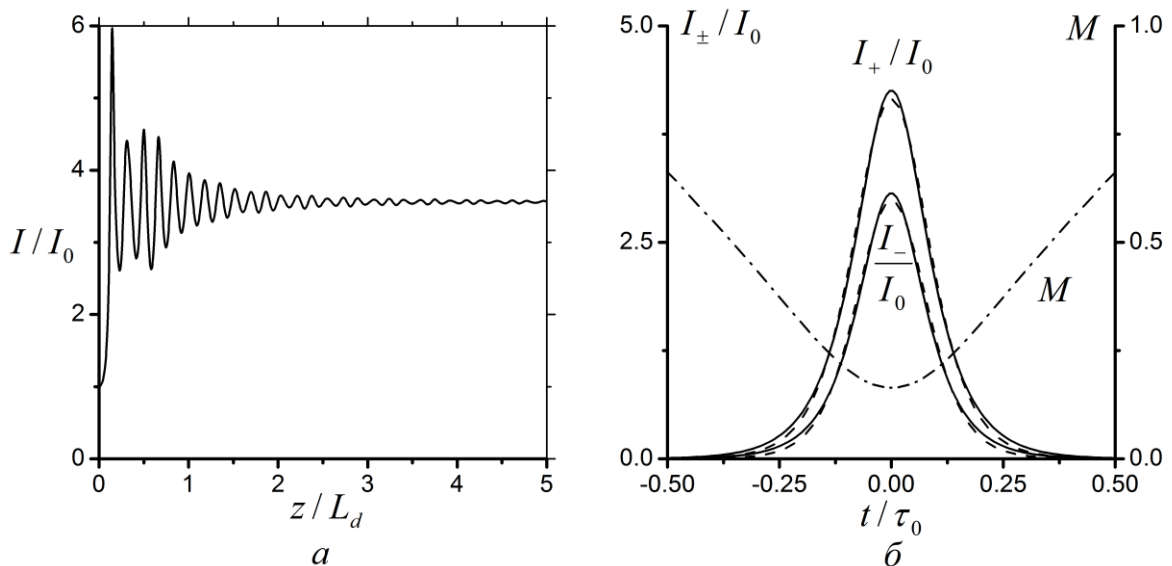 6
4
I / I₀
2
0
0 1 2 3 4 5
z / L_d
а
5.0 I± / I₀ M 1.0
I₊ / I₀
2.5 I₋ / I₀ 0.5
M
0.0 0.0
-0.50 -0.25 0.00 0.25 0.50
t / τ₀
б